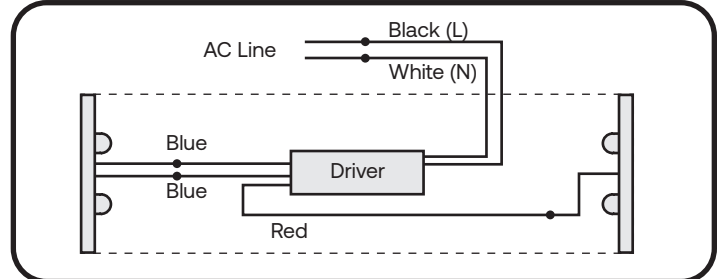 Black (L)
AC Line
White (N)
Blue
Driver
Blue
Red